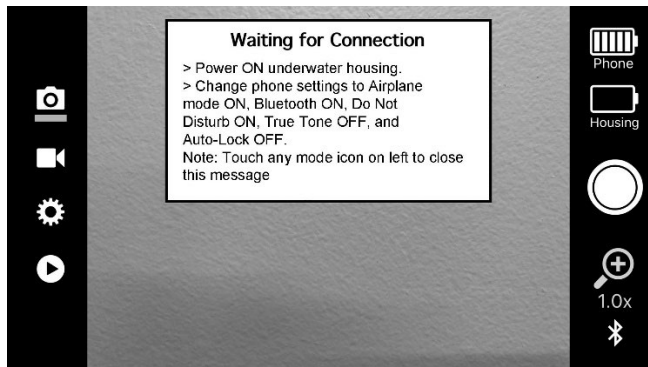 Waiting for Connection
> Power ON underwater housing.
> Change phone settings to Airplane
mode ON, Bluetooth ON, Do Not
Disturb ON, True Tone OFF, and
Auto-Lock OFF.
Note: Touch any mode icon on left to close
this message
Phone
Housing
1.0x